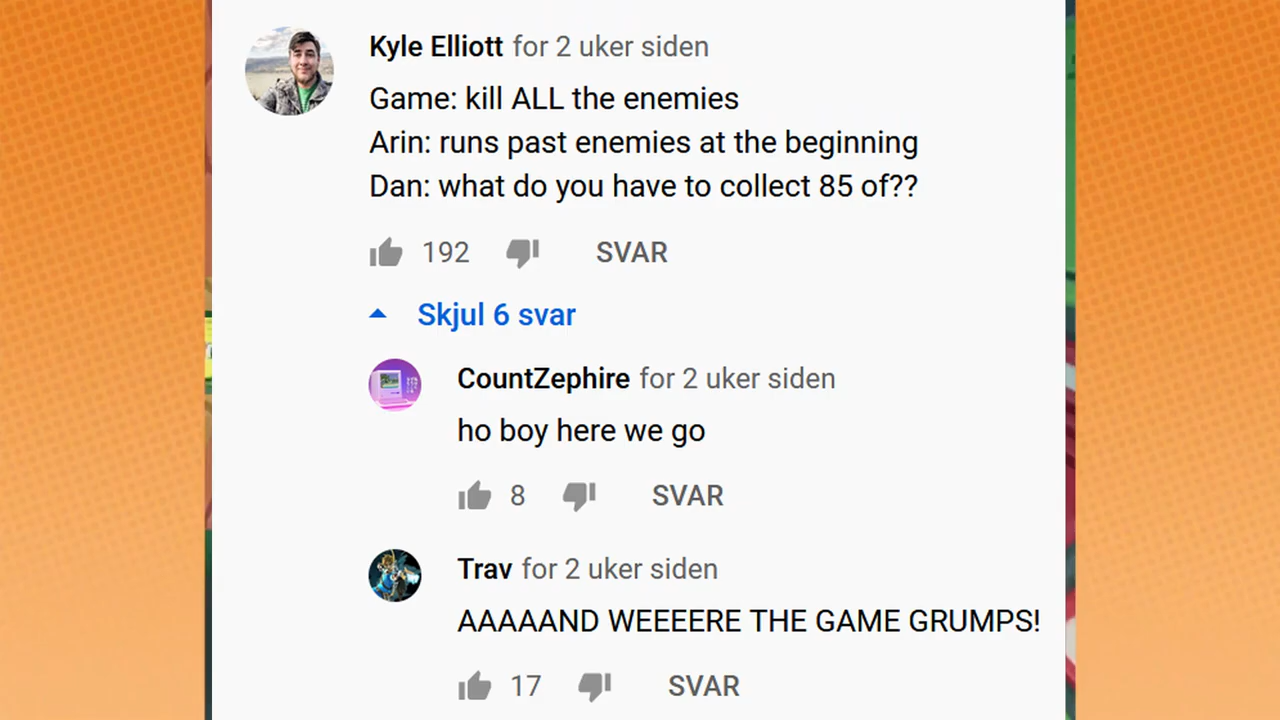 Kyle Elliott for 2 uker siden
Game: kill ALL the enemies
Arin: runs past enemies at the beginning
Dan: what do you have to collect 85 of??
192 SVAR
Skjul 6 svar
CountZephire for 2 uker siden
ho boy here we go
8 SVAR
Trav for 2 uker siden
AAAAAND WEEEERE THE GAME GRUMPS!
17 SVAR